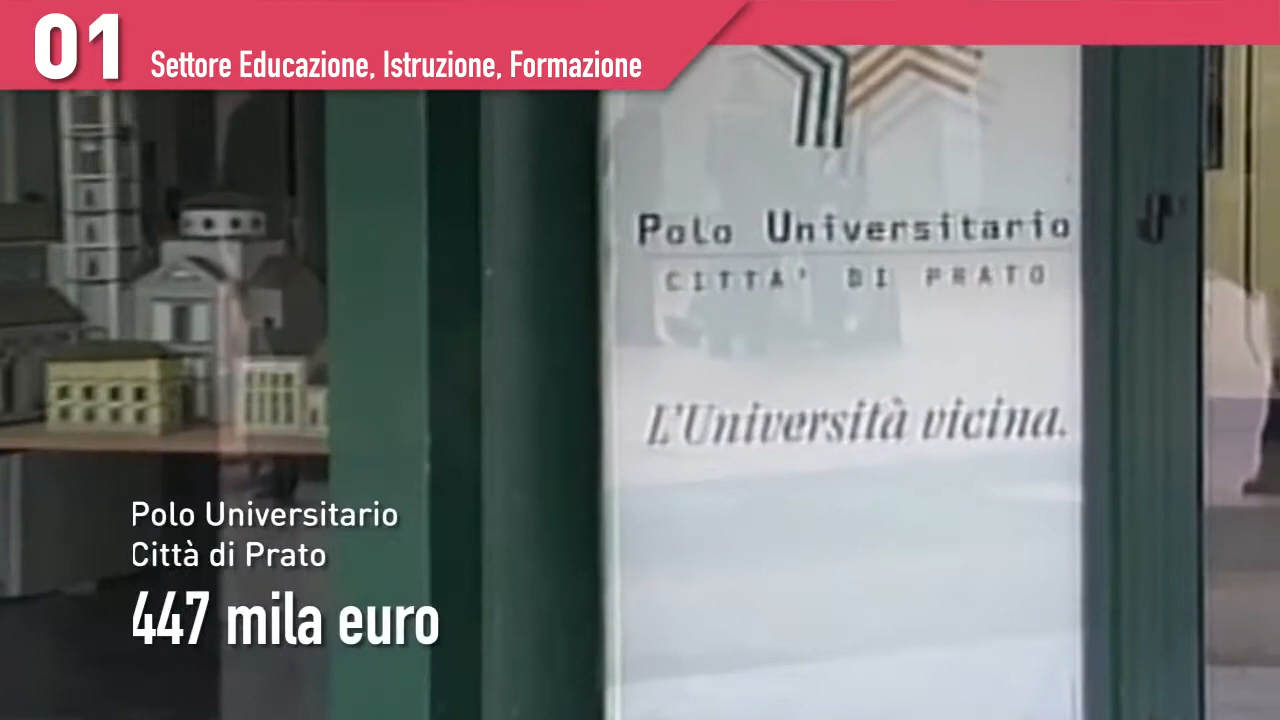 01
Settore Educazione, Istruzione, Formazione
Polo Universitario
CITTA' DI PRATO
L'Università vicina.
Polo Universitario
Città di Prato
447 mila euro